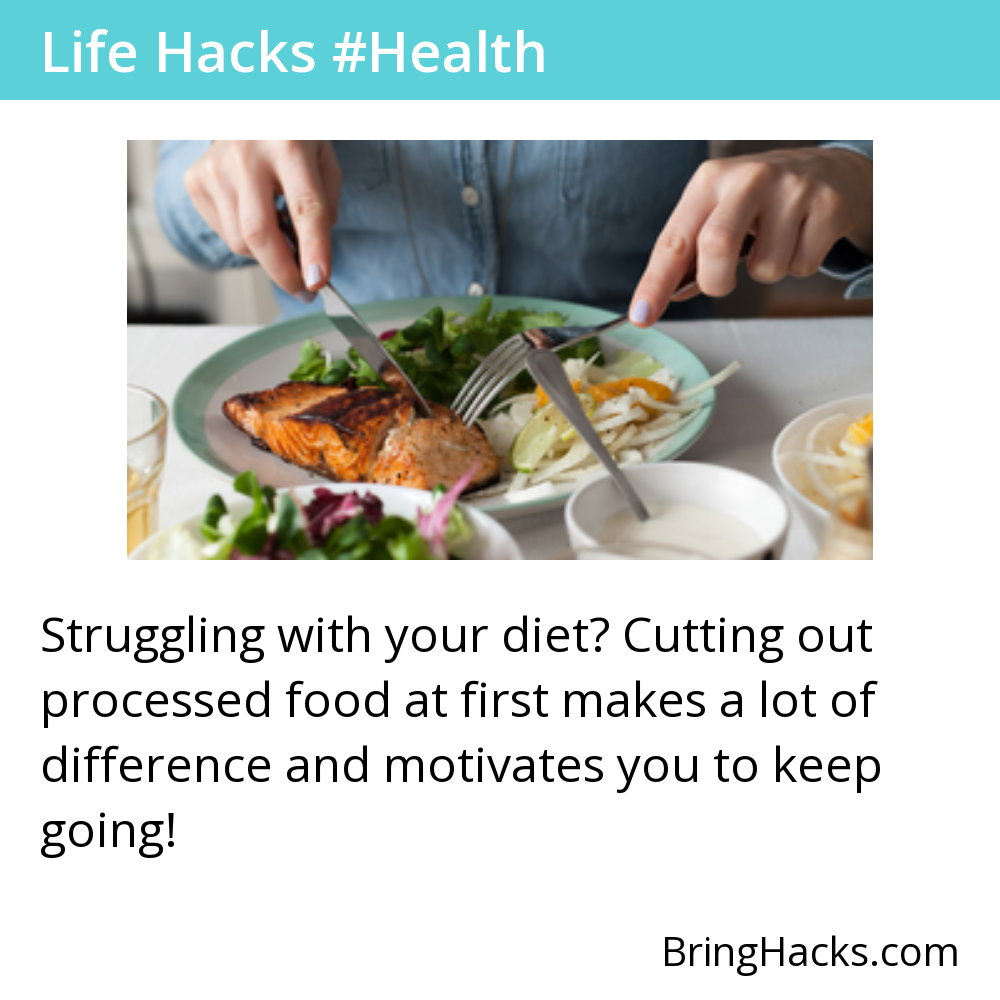 Life Hacks #Health
Struggling with your diet? Cutting out
processed food at first makes a lot of
difference and motivates you to keep
going!
BringHacks.com